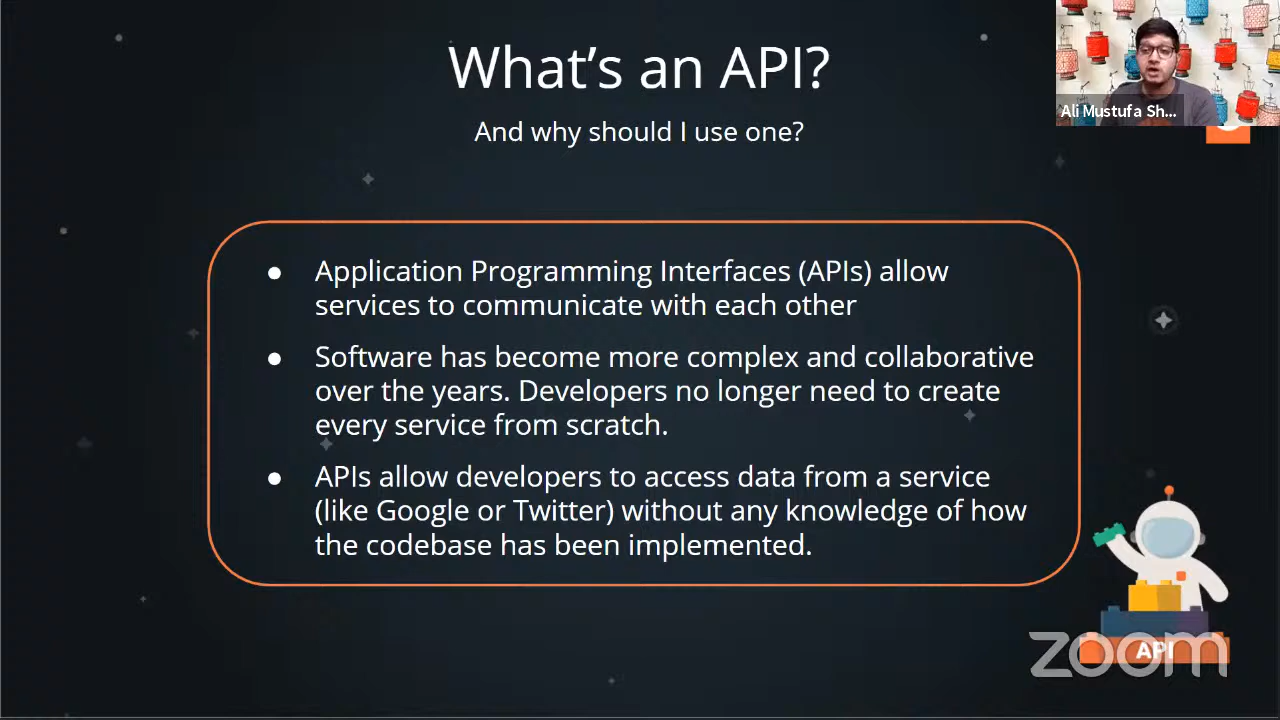 What's an API?
And why should I use one?
Ali Mustufa Sh...
● Application Programming Interfaces (APIs) allow
services to communicate with each other
● Software has become more complex and collaborative
over the years. Developers no longer need to create
every service from scratch.
● APIs allow developers to access data from a service
(like Google or Twitter) without any knowledge of how
the codebase has been implemented.
API
zoom